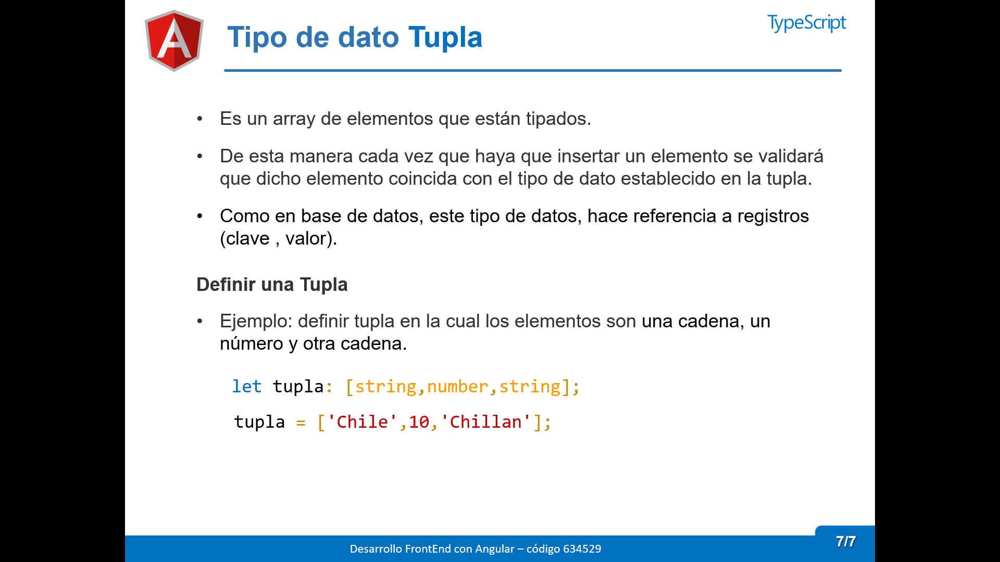 Tipo de dato Tupla
TypeScript
• Es un array de elementos que están tipados.
• De esta manera cada vez que haya que insertar un elemento se validará
que dicho elemento coincida con el tipo de dato establecido en la tupla.
• Como en base de datos, este tipo de datos, hace referencia a registros
(clave , valor).
Definir una Tupla
• Ejemplo: definir tupla en la cual los elementos son una cadena, un
número y otra cadena.
let tupla: [string,number,string];
tupla = ['Chile',10,'Chillan'];
Desarrollo FrontEnd con Angular – código 634529
7/7